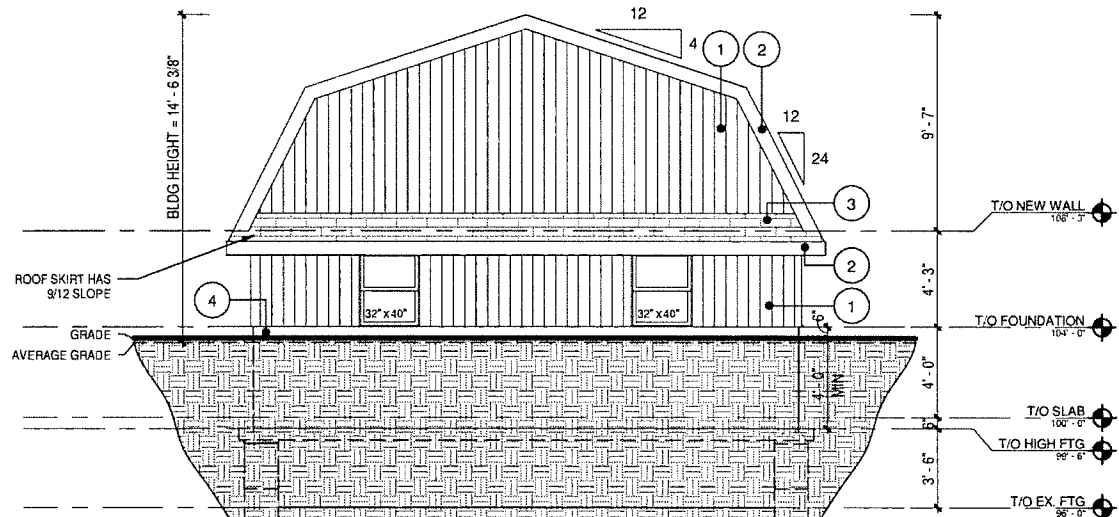 12
4
1
2
BLDG HEIGHT = 14' - 6 3/8"
12
24
9' - 7"
3
T/O NEW WALL
108' - 3"
ROOF SKIRT HAS
9/12 SLOPE
2
4' - 3"
4
32" x 40"
32" x 40"
1
6"
GRADE
T/O FOUNDATION
104' - 0"
AVERAGE GRADE
4' - 0"
MIN
4' - 0"
T/O SLAB
100' - 0"
6"
T/O HIGH FTG
99' - 6"
3' - 6"
T/O EX. FTG
96' - 0"